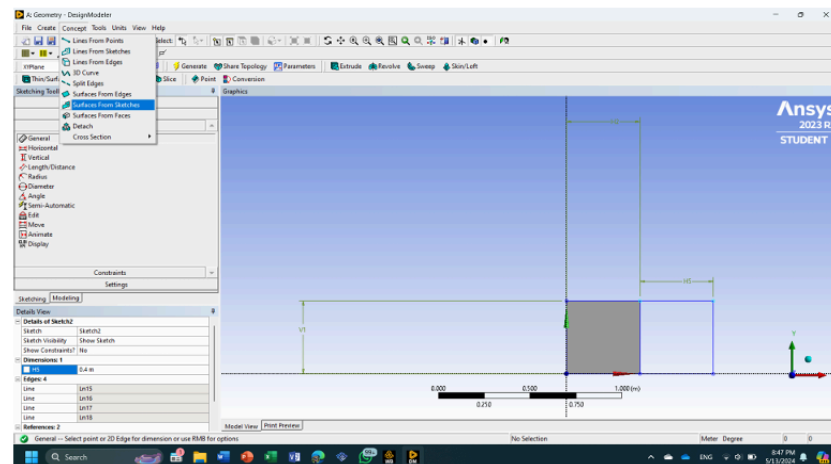 A: Geometry - DesignModeler
File Create Concept Tools Units View Help
Select:
Lines From Points
Lines From Sketches
Lines From Edges
3D Curve
Split Edges
Surfaces From Edges
Surfaces From Sketches
Surfaces From Faces
Detach
Cross Section
XYPlane
Generate Share Topology Parameters Extrude Revolve Sweep Skin/Loft
Thin/Surf Slice Point Conversion
Sketching Tool
Graphics
General
Horizontal
Vertical
Length/Distance
Radius
Diameter
Angle
Semi-Automatic
Edit
Move
Animate
Display
Constraints
Settings
Sketching Modeling
Details View
Details of Sketch2
Sketch Sketch2
Sketch Visibility Show Sketch
Show Constraints? No
Dimensions: 1
H5 0.4 m
Edges: 4
Line Ln15
Line Ln16
Line Ln17
Line Ln18
References: 2
Ansys
2023 R
STUDENT
H5
V1
Y
0.000 0.500 1.000 (m)
0.250 0.750
Model View Print Preview
General -- Select point or 2D Edge for dimension or use RMB for options
No Selection
Meter Degree 0 0
Search
ENG
8:47 PM
5/13/2024